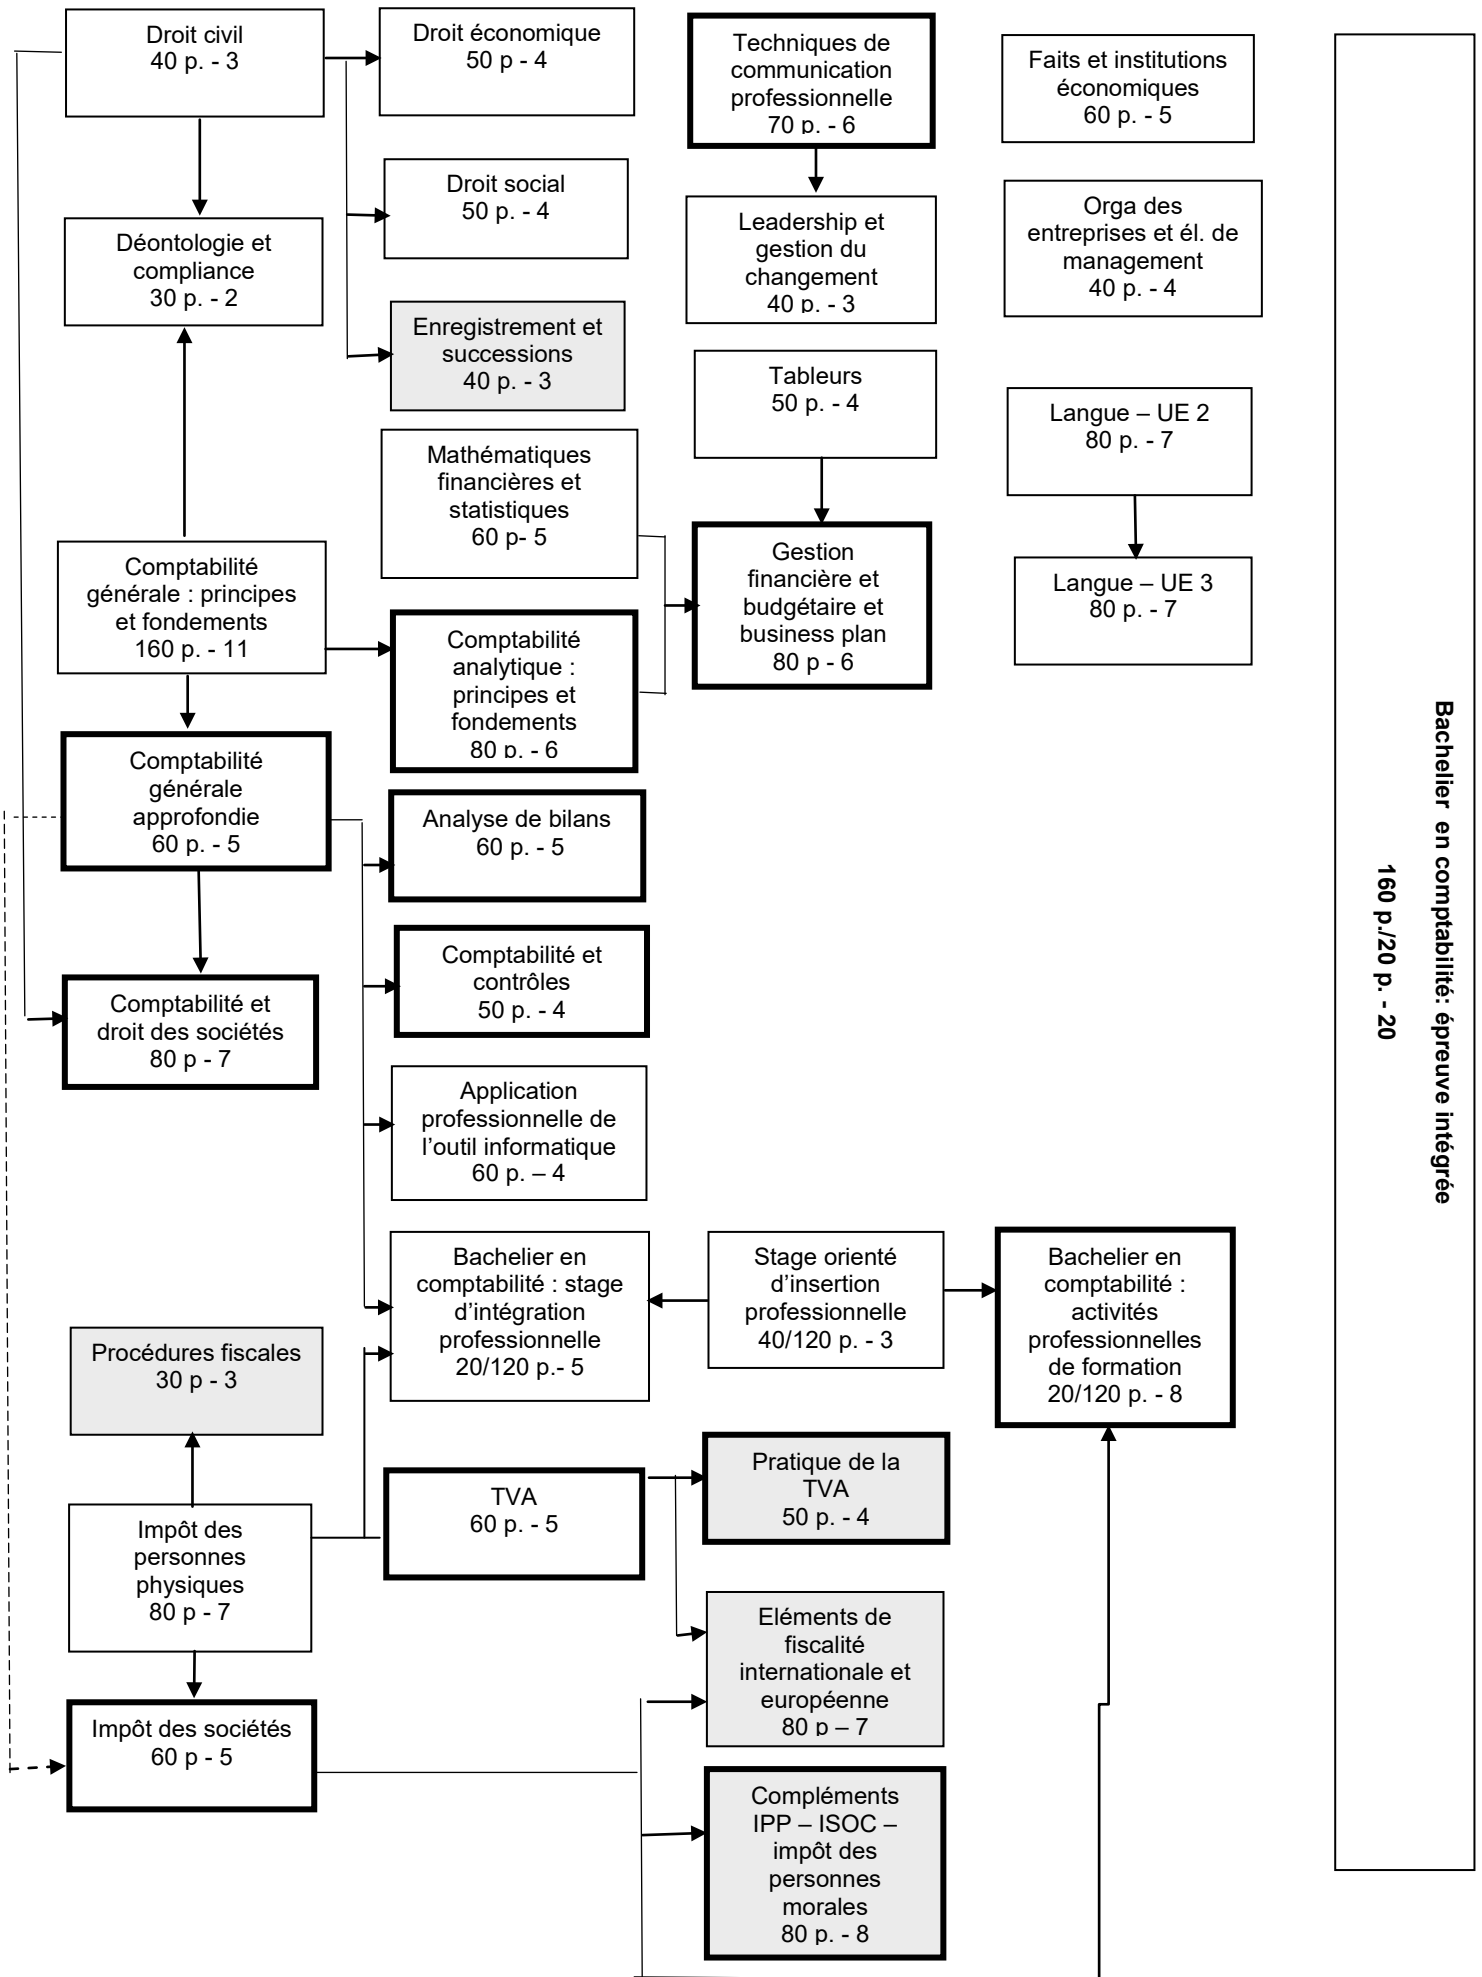 Droit civil
40 p. - 3
Droit économique
50 p - 4
Techniques de
communication
professionnelle
70 p. - 6
Faits et institutions
économiques
60 p. - 5
Droit social
50 p. - 4
Orga des
entreprises et él. de
management
40 p. - 4
Déontologie et
compliance
30 p. - 2
Leadership et
gestion du
changement
40 p. - 3
Enregistrement et
successions
40 p. - 3
Tableurs
50 p. - 4
Langue – UE 2
80 p. - 7
Mathématiques
financières et
statistiques
60 p- 5
Comptabilité
générale : principes
et fondements
160 p. - 11
Gestion
financière et
budgétaire et
business plan
80 p - 6
Langue – UE 3
80 p. - 7
Comptabilité
analytique :
principes et
fondements
80 p. - 6
Comptabilité
générale
approfondie
60 p. - 5
Analyse de bilans
60 p. - 5
Comptabilité et
contrôles
50 p. - 4
Comptabilité et
droit des sociétés
80 p - 7
Application
professionnelle de
l’outil informatique
60 p. – 4
Bachelier en
comptabilité : stage
d’intégration
professionnelle
20/120 p.- 5
Stage orienté
d’insertion
professionnelle
40/120 p. - 3
Bachelier en
comptabilité :
activités
professionnelles
de formation
20/120 p. - 8
Procédures fiscales
30 p - 3
TVA
60 p. - 5
Pratique de la
TVA
50 p. - 4
Impôt des
personnes
physiques
80 p - 7
Eléments de
fiscalité
internationale et
européenne
80 p – 7
Impôt des sociétés
60 p - 5
Compléments
IPP – ISOC –
impôt des
personnes
morales
80 p. - 8
Bachelier en comptabilité: épreuve intégrée
160 p./20 p. - 20